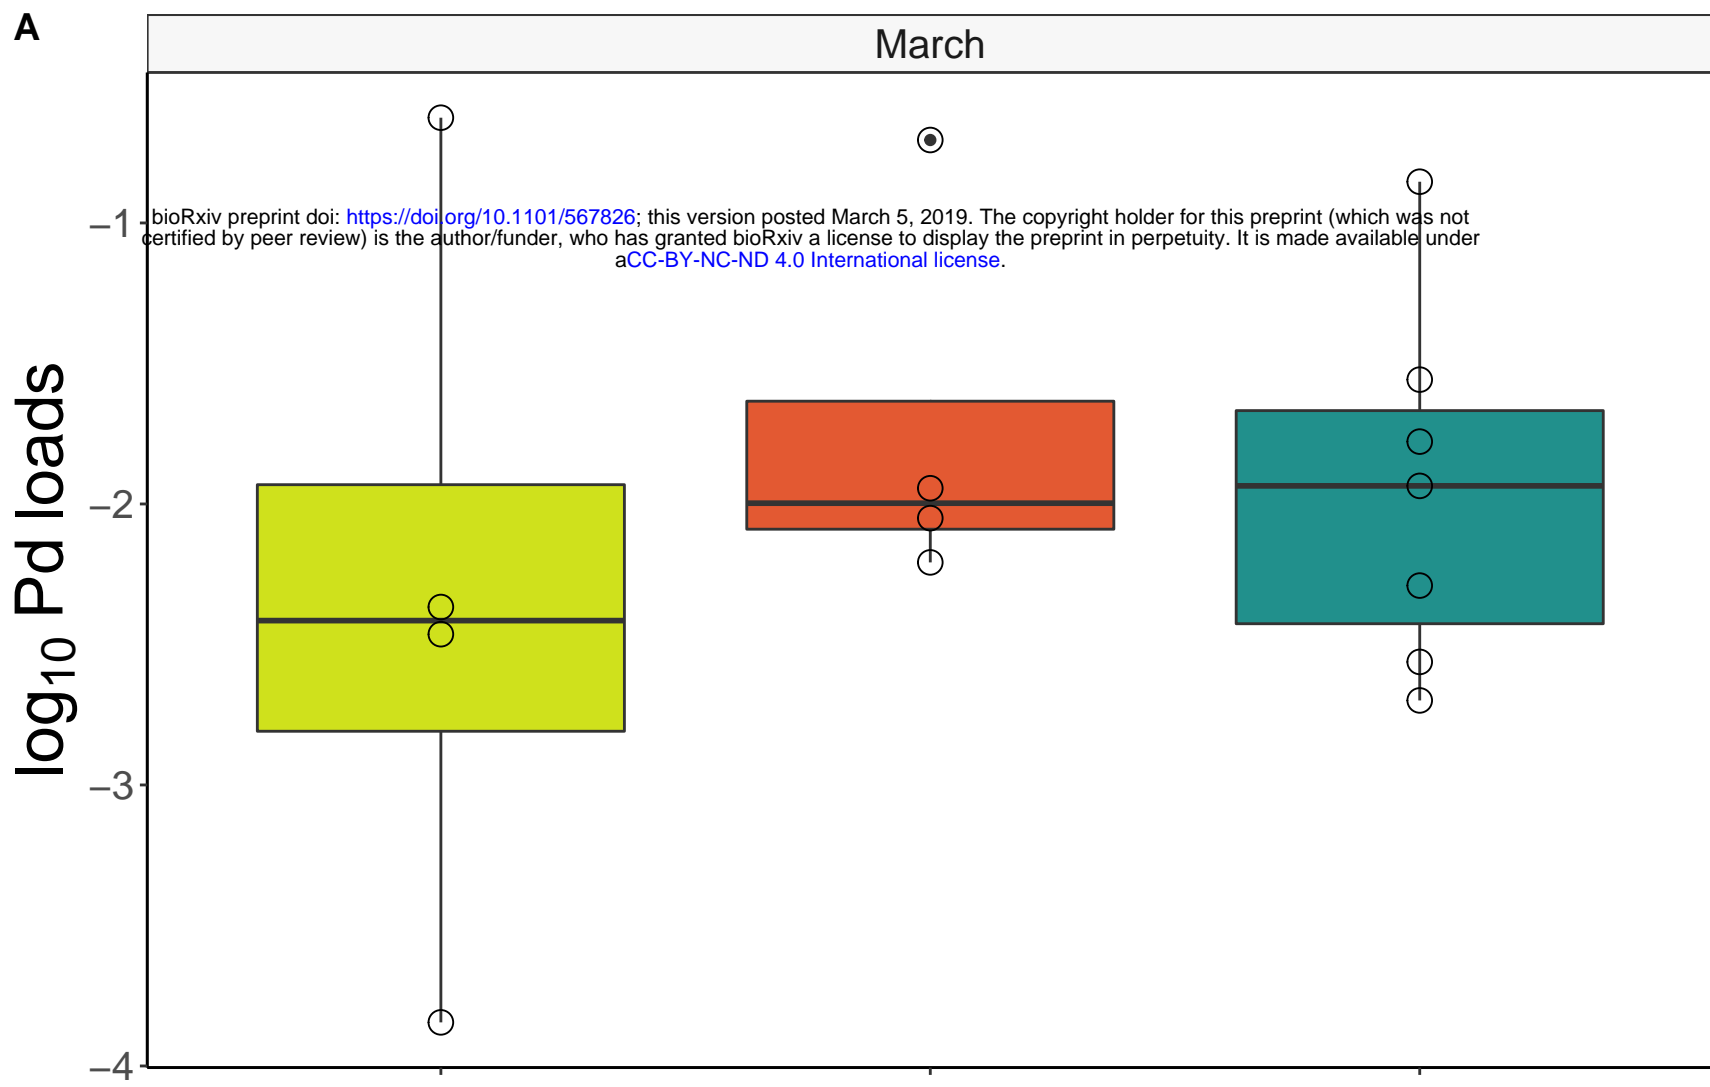 A
March
bioRxiv preprint doi: https://doi.org/10.1101/567826; this version posted March 5, 2019. The copyright holder for this preprint (which was not
certified by peer review) is the author/funder, who has granted bioRxiv a license to display the preprint in perpetuity. It is made available under
aCC-BY-NC-ND 4.0 International license.
log10 Pd loads
−1
−2
−3
−4